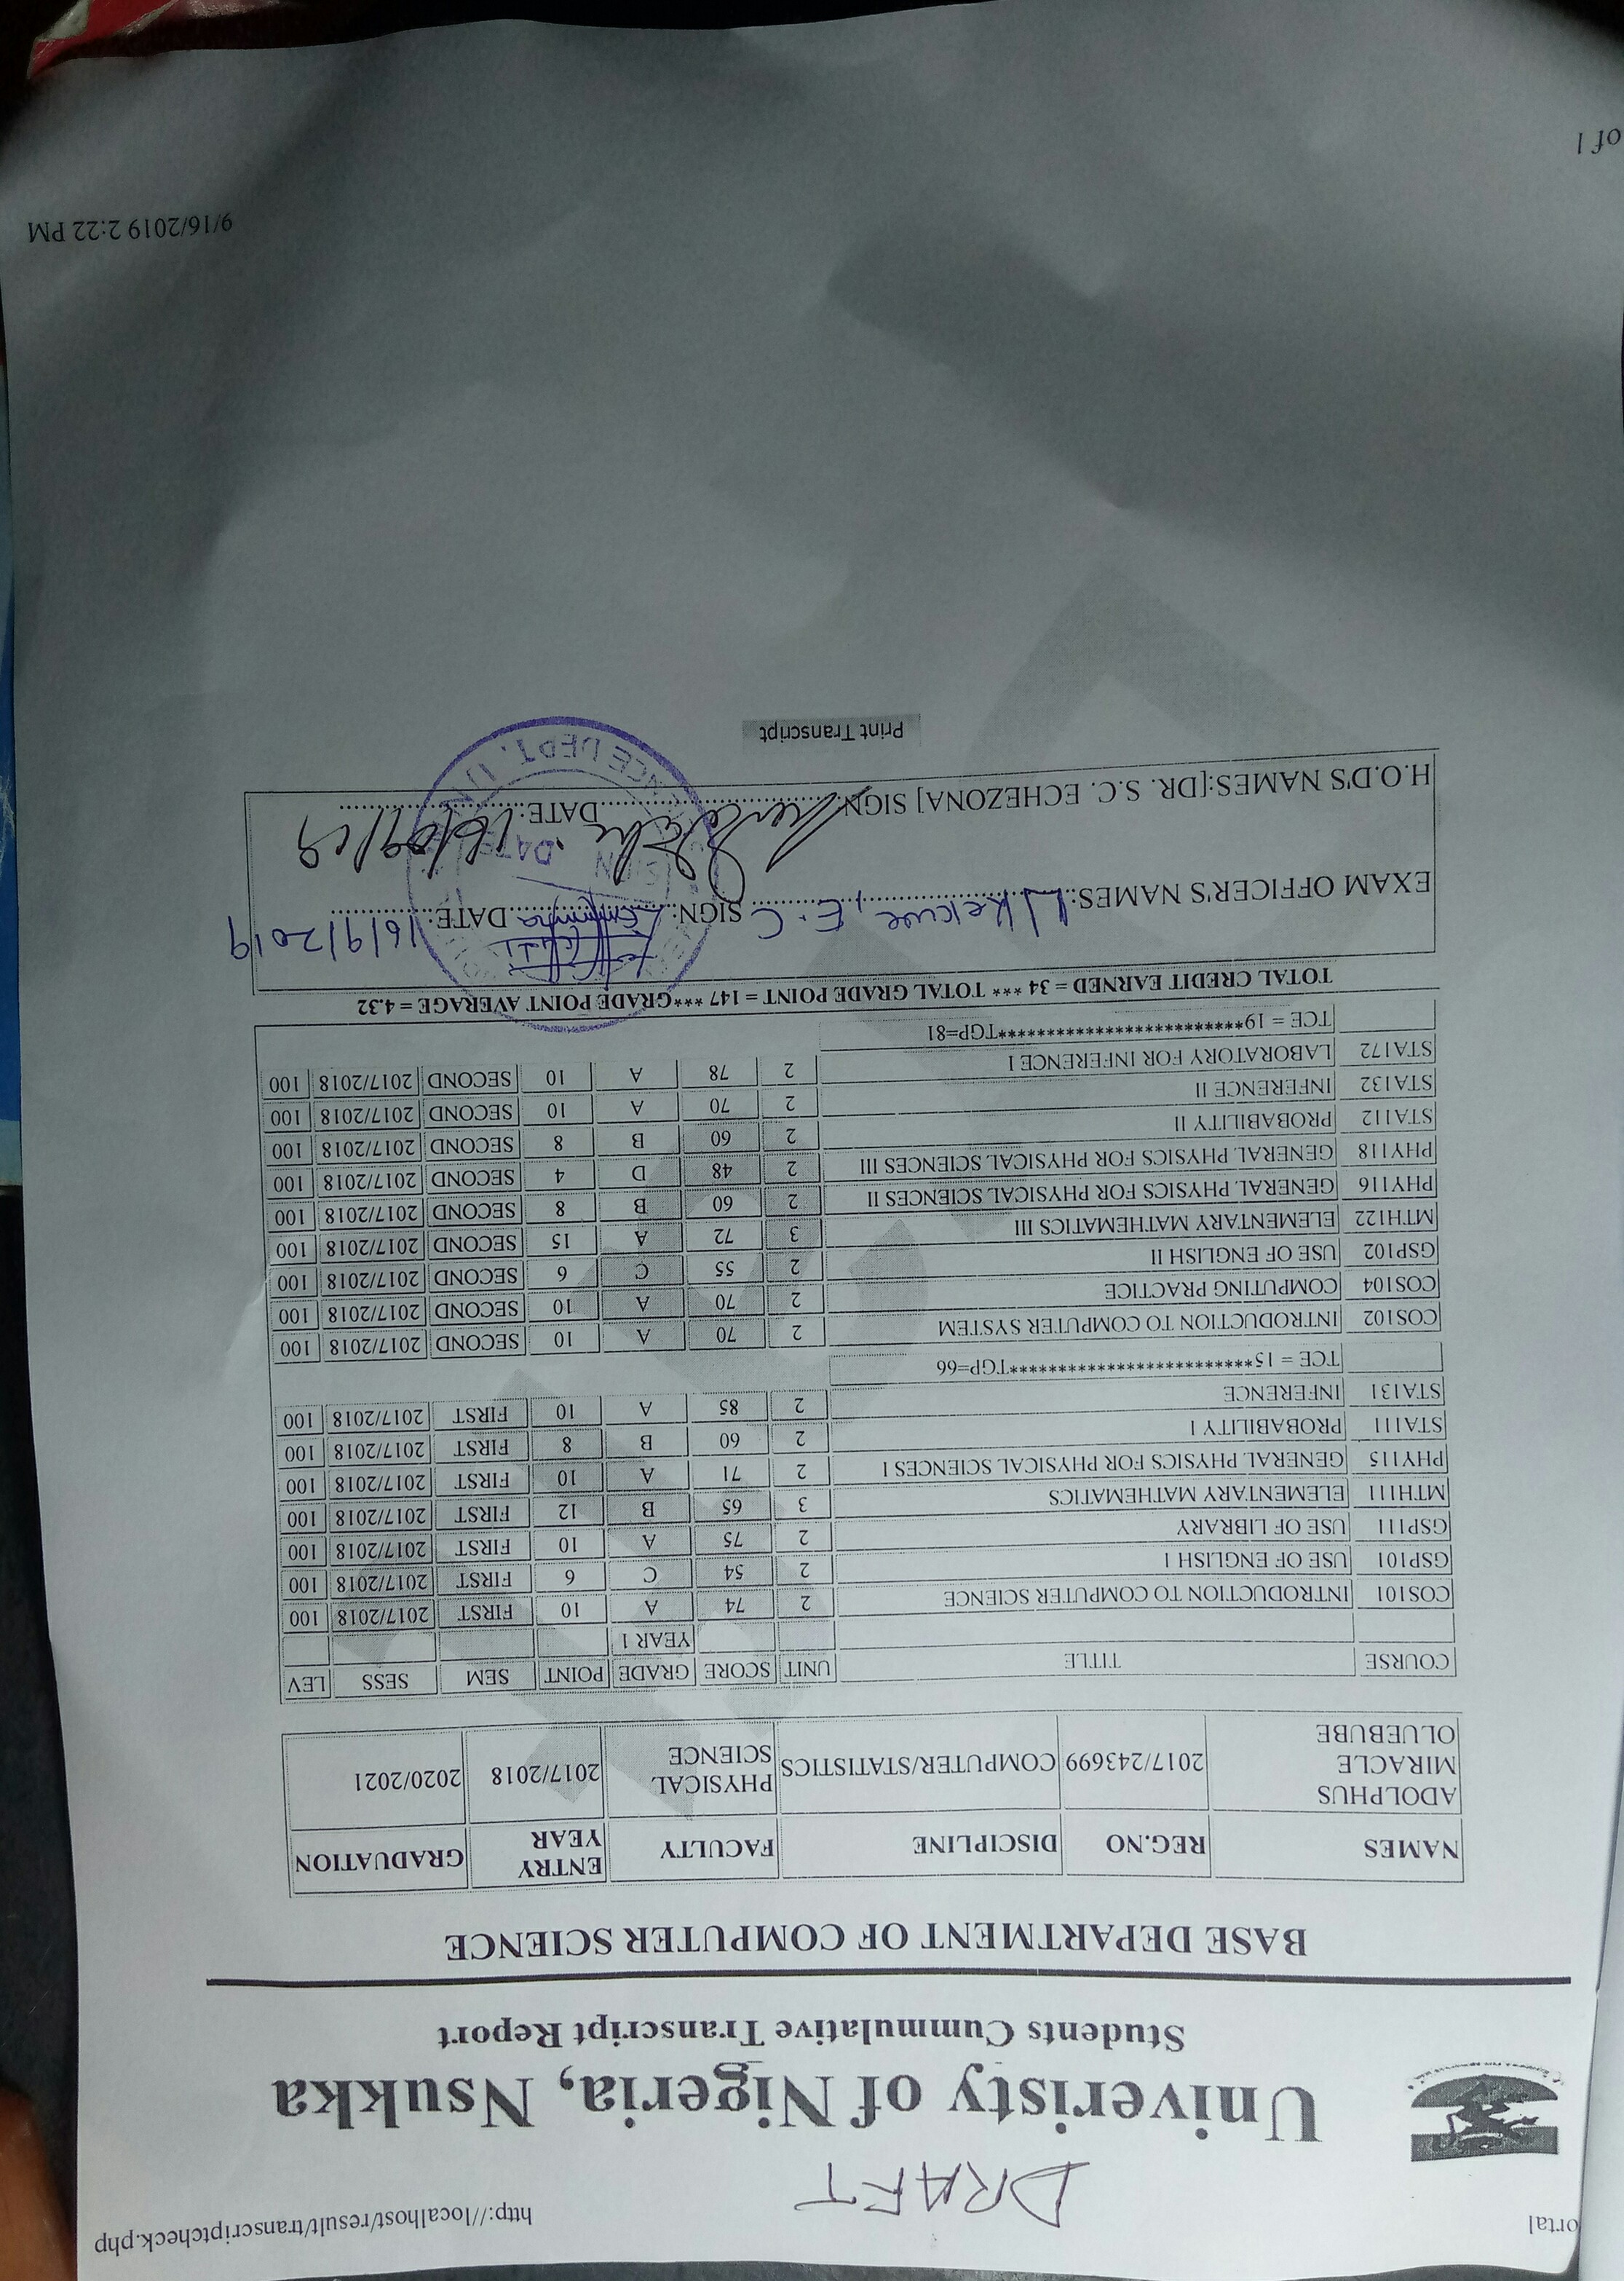 ortal
http://localhost/result/transcriptcheck.php
DRAFT
Univeristy of Nigeria, Nsukka
Students Cummulative Transcript Report
BASE DEPARTMENT OF COMPUTER SCIENCE
NAMES REG.NO DISCIPLINE FACULTY ENTRY YEAR GRADUATION
ADOLPHUS MIRACLE OLUEBUBE 2017/243699 COMPUTER/STATISTICS PHYSICAL SCIENCE 2017/2018 2020/2021
COURSE TITLE UNIT SCORE GRADE POINT SEM SESS LEV
YEAR 1
COS101 INTRODUCTION TO COMPUTER SCIENCE 2 74 A 10 FIRST 2017/2018 100
GSP101 USE OF ENGLISH I 2 54 C 6 FIRST 2017/2018 100
GSP111 USE OF LIBRARY 2 75 A 10 FIRST 2017/2018 100
MTH111 ELEMENTARY MATHEMATICS 3 65 B 12 FIRST 2017/2018 100
PHY115 GENERAL PHYSICS FOR PHYSICAL SCIENCES I 2 71 A 10 FIRST 2017/2018 100
STA111 PROBABILITY I 2 60 B 8 FIRST 2017/2018 100
STA131 INFERENCE 2 85 A 10 FIRST 2017/2018 100
TCE = 15**************************TGP=66
COS102 INTRODUCTION TO COMPUTER SYSTEM 2 70 A 10 SECOND 2017/2018 100
COS104 COMPUTING PRACTICE 2 70 A 10 SECOND 2017/2018 100
GSP102 USE OF ENGLISH II 2 55 C 6 SECOND 2017/2018 100
MTH122 ELEMENTARY MATHEMATICS III 3 72 A 15 SECOND 2017/2018 100
PHY116 GENERAL PHYSICS FOR PHYSICAL SCIENCES II 2 60 B 8 SECOND 2017/2018 100
PHY118 GENERAL PHYSICS FOR PHYSICAL SCIENCES III 2 48 D 4 SECOND 2017/2018 100
STA112 PROBABILITY II 2 60 B 8 SECOND 2017/2018 100
STA132 INFERENCE II 2 70 A 10 SECOND 2017/2018 100
STA172 LABORATORY FOR INFERENCE I 2 78 A 10 SECOND 2017/2018 100
TCE = 19**************************TGP=81
TOTAL CREDIT EARNED = 34 *** TOTAL GRADE POINT = 147 ***GRADE POINT AVERAGE = 4.32
EXAM OFFICER'S NAMES: Ukekwe, E. C SIGN: DATE: 16/9/2019
H.O.D'S NAMES:[DR. S.C. ECHEZONA] SIGN DATE: 16/09/19
SIGN
DATE
DEPT.
Print Transcript
of 1
9/16/2019 2:22 PM